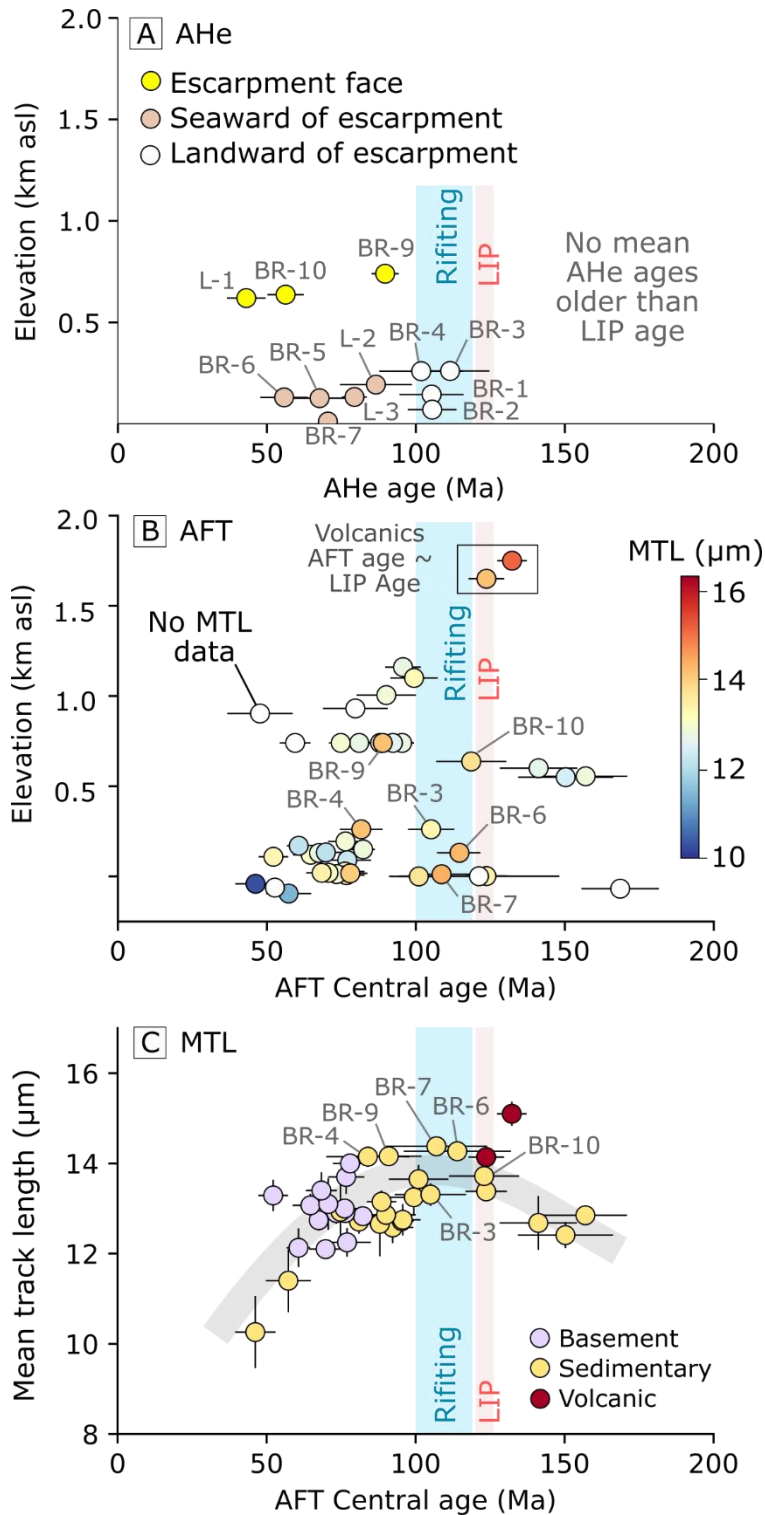 A AHe
Escarpment face
Seaward of escarpment
Landward of escarpment
2.0
1.5
1.0
0.5
Elevation (km asl)
Rifiting
LIP
No mean
AHe ages
older than
LIP age
L-1
BR-10
BR-9
BR-4
BR-3
L-2
BR-5
BR-6
BR-1
L-3
BR-2
BR-7
0
50
100
150
200
AHe age (Ma)
B AFT
2.0
1.5
1.0
0.5
Elevation (km asl)
Volcanics
AFT age ~
LIP Age
Rifiting
LIP
No MTL
data
MTL (μm)
16
14
12
10
BR-10
BR-9
BR-4
BR-3
BR-6
BR-7
0
50
100
150
200
AFT Central age (Ma)
C MTL
16
14
12
10
8
Mean track length (μm)
BR-7
BR-9
BR-6
BR-4
BR-10
BR-3
Rifiting
LIP
Basement
Sedimentary
Volcanic
0
50
100
150
200
AFT Central age (Ma)